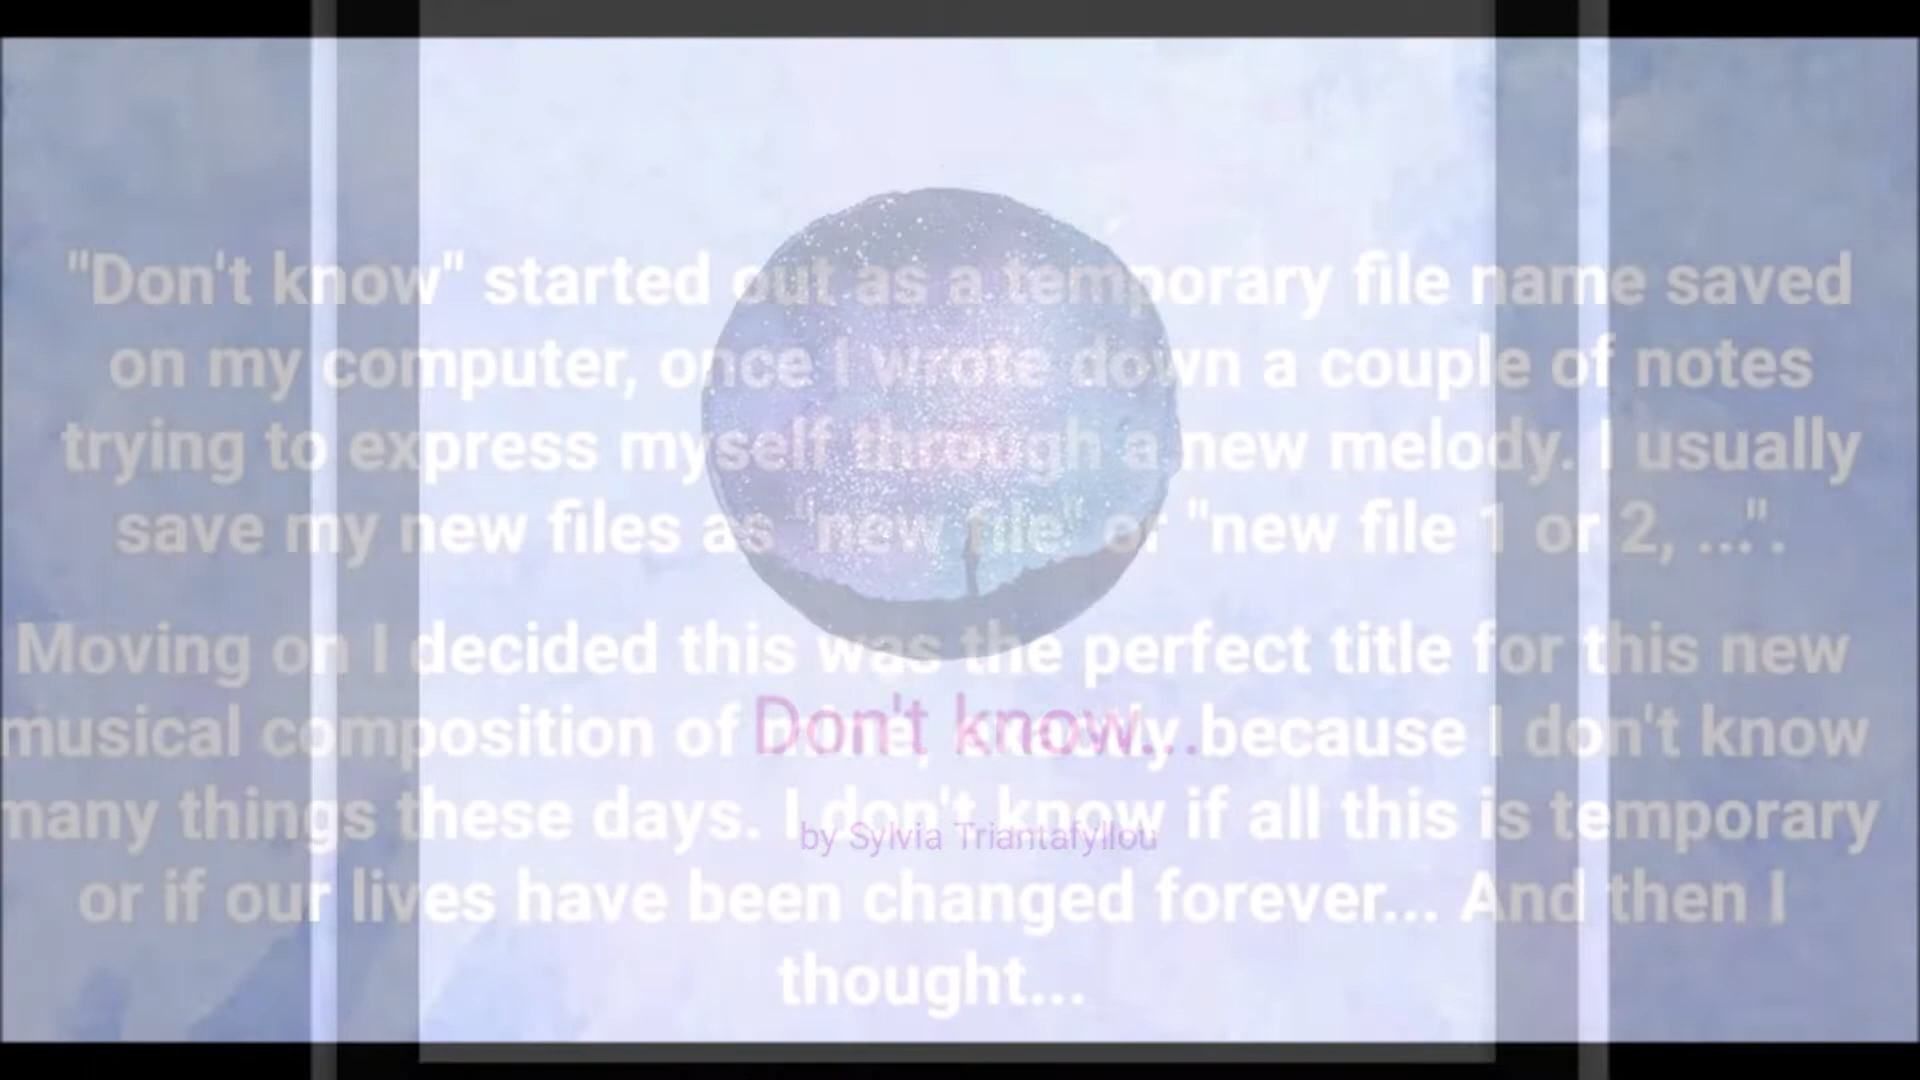 "Don't know" started out as a temporary file name saved
on my computer, once I wrote down a couple of notes
trying to express myself through a new melody. I usually
save my new files as "new file" or "new file 1 or 2, ...".
Moving on I decided this was the perfect title for this new
musical composition of mine, mostly because I don't know
many things these days. I don't know if all this is temporary
or if our lives have been changed forever... And then I
thought...
Don't know...
by Sylvia Triantafyllou